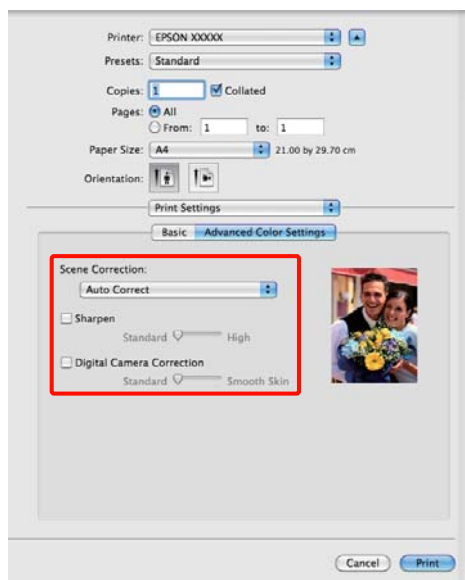 Printer: EPSON XXXXX
Presets: Standard
Copies: 1 Collated
Pages: All
From: 1 to: 1
Paper Size: A4 21.00 by 29.70 cm
Orientation:
Print Settings
Basic Advanced Color Settings
Scene Correction:
Auto Correct
Sharpen
Standard High
Digital Camera Correction
Standard Smooth Skin
Cancel Print